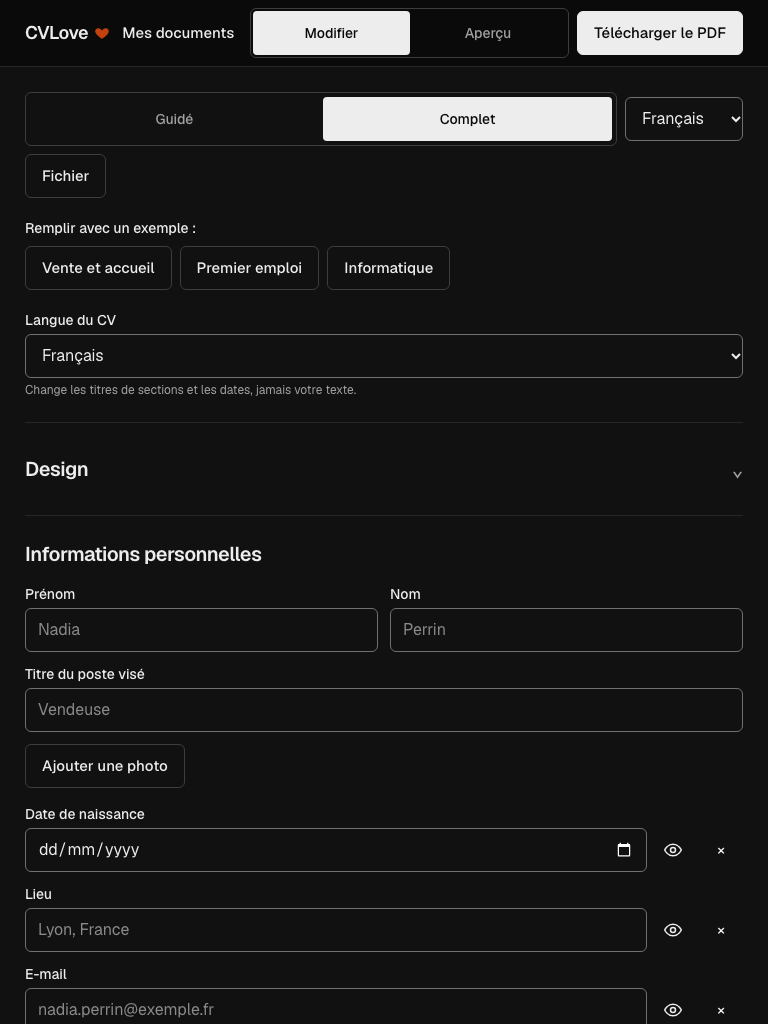 CVLove Mes documents Modifier Aperçu Télécharger le PDF
Guidé Complet Français
Fichier
Remplir avec un exemple :
Vente et accueil Premier emploi Informatique
Langue du CV
Français
Change les titres de sections et les dates, jamais votre texte.
Design
Informations personnelles
Prénom Nom
Nadia Perrin
Titre du poste visé
Vendeuse
Ajouter une photo
Date de naissance
dd/mm/yyyy
Lieu
Lyon, France
E-mail
nadia.perrin@exemple.fr